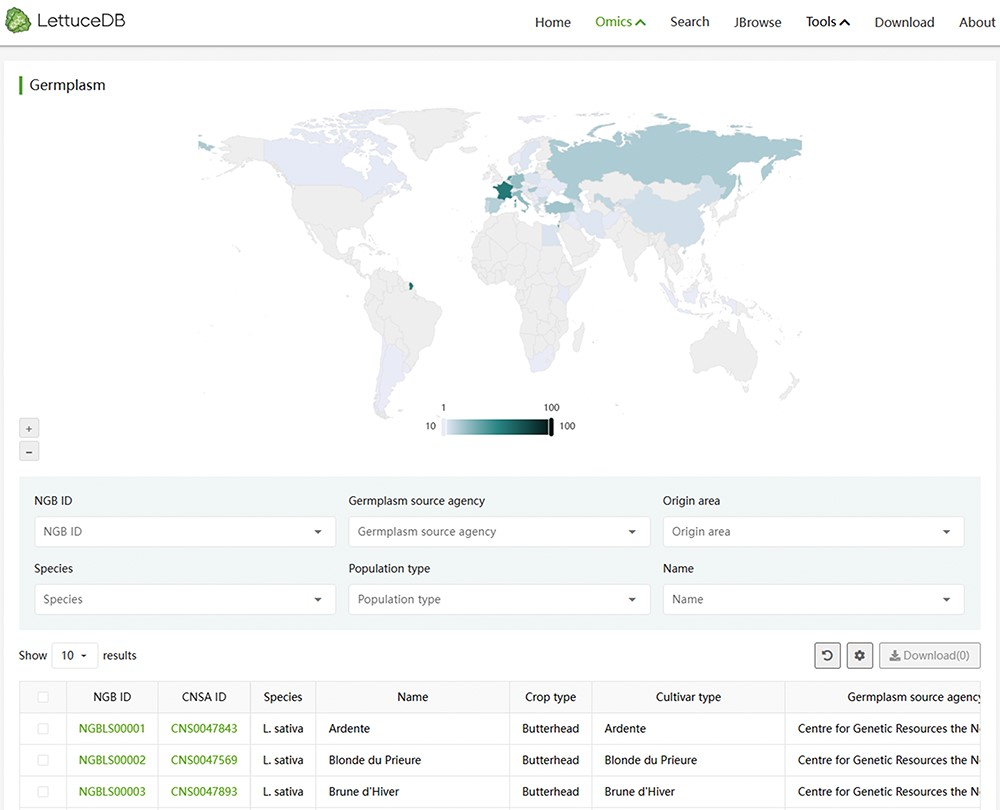 LettuceDB Home Omics Search JBrowse Tools Download About
Germplasm
1 100
10 100
+
−
NGB ID Germplasm source agency Origin area
NGB ID Germplasm source agency Origin area
Species Population type Name
Species Population type Name
Show 10 results Download(0)
NGB ID CNSA ID Species Name Crop type Cultivar type Germplasm source agency
NGBLS00001 CNS0047843 L. sativa Ardente Butterhead Ardente Centre for Genetic Resources the N
NGBLS00002 CNS0047569 L. sativa Blonde du Prieure Butterhead Blonde du Prieure Centre for Genetic Resources the N
NGBLS00003 CNS0047893 L. sativa Brune d'Hiver Butterhead Brune d'Hiver Centre for Genetic Resources the N